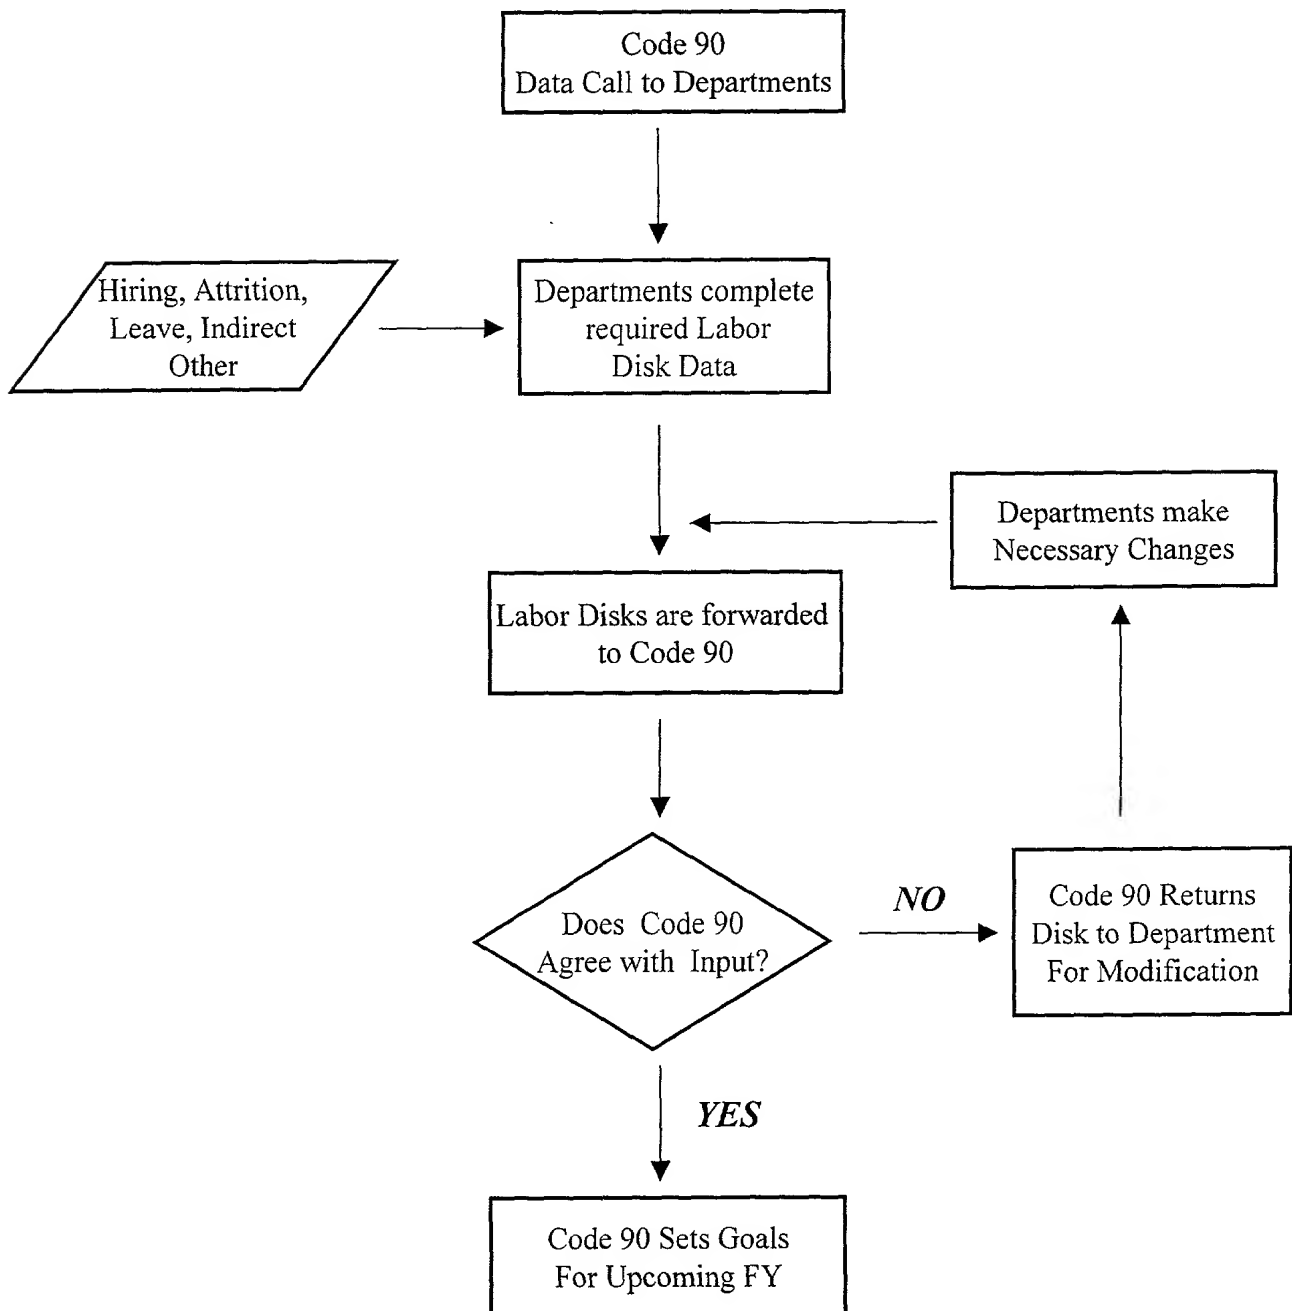 Code 90
Data Call to Departments
Hiring, Attrition,
Leave, Indirect
Other
Departments complete
required Labor
Disk Data
Departments make
Necessary Changes
Labor Disks are forwarded
to Code 90
Does Code 90
Agree with Input?
NO
Code 90 Returns
Disk to Department
For Modification
YES
Code 90 Sets Goals
For Upcoming FY